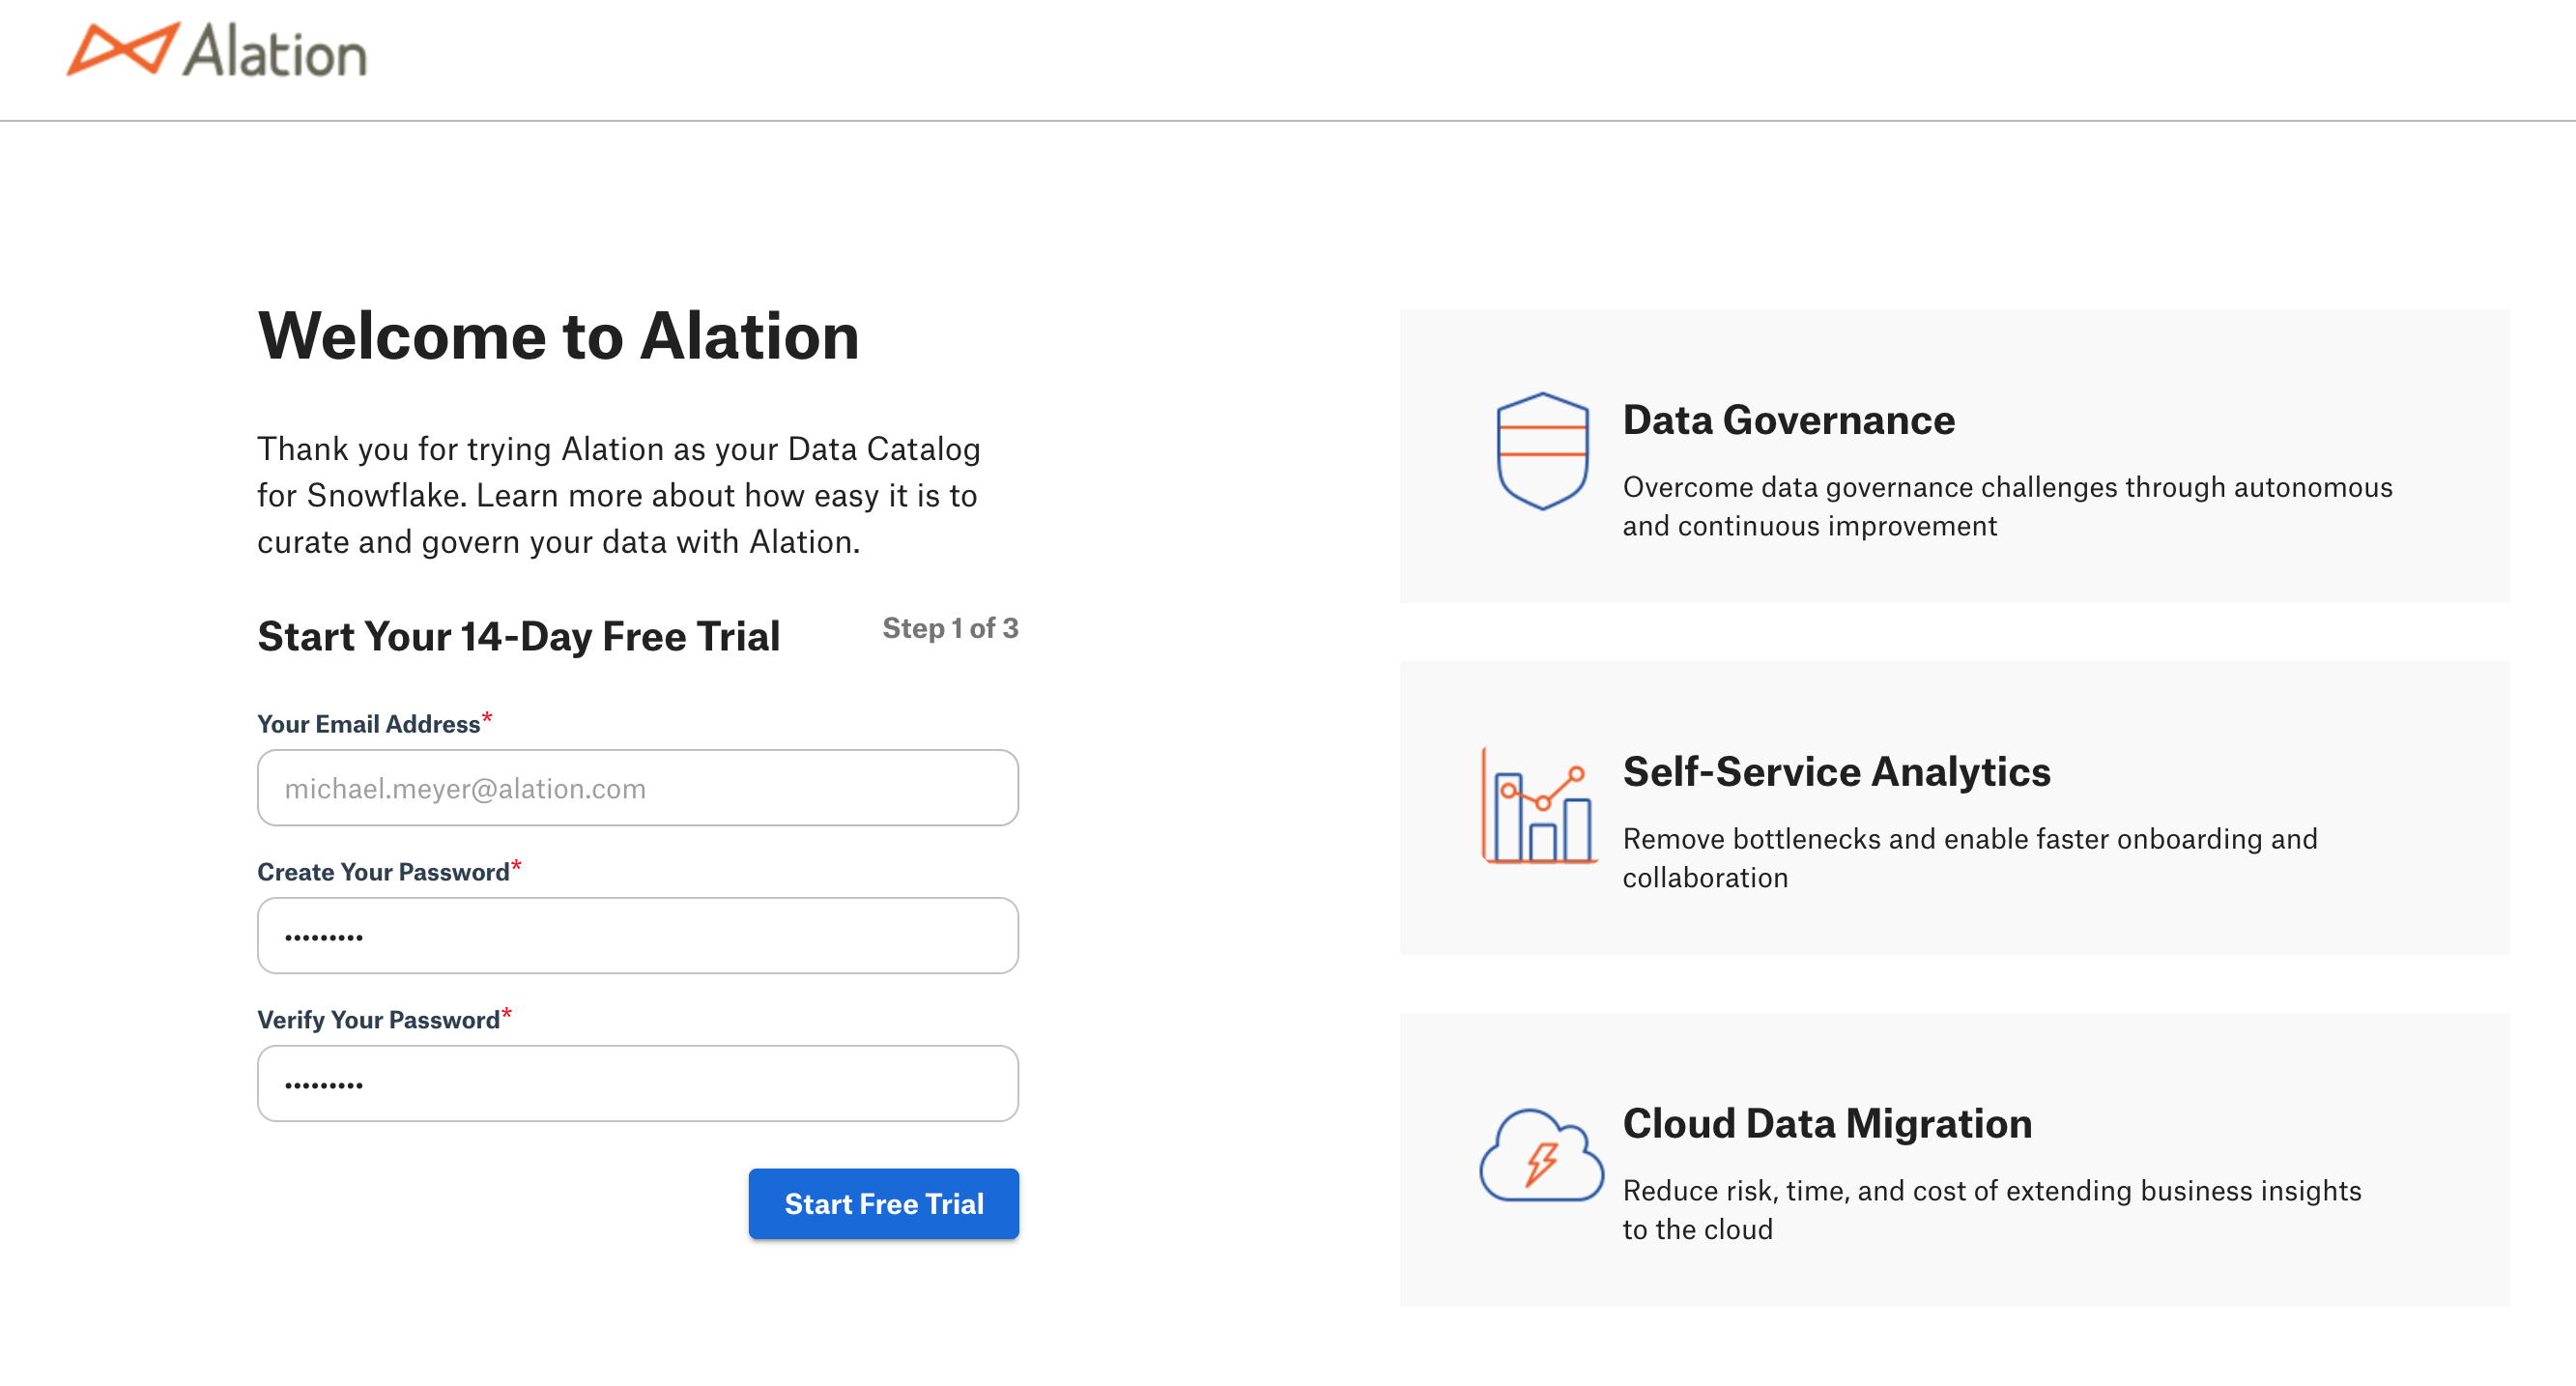 Alation
Welcome to Alation
Thank you for trying Alation as your Data Catalog
for Snowflake. Learn more about how easy it is to
curate and govern your data with Alation.
Start Your 14-Day Free Trial
Step 1 of 3
Your Email Address*
michael.meyer@alation.com
Create Your Password*
•••••••••
Verify Your Password*
•••••••••
Start Free Trial
Data Governance
Overcome data governance challenges through autonomous
and continuous improvement
Self-Service Analytics
Remove bottlenecks and enable faster onboarding and
collaboration
Cloud Data Migration
Reduce risk, time, and cost of extending business insights
to the cloud